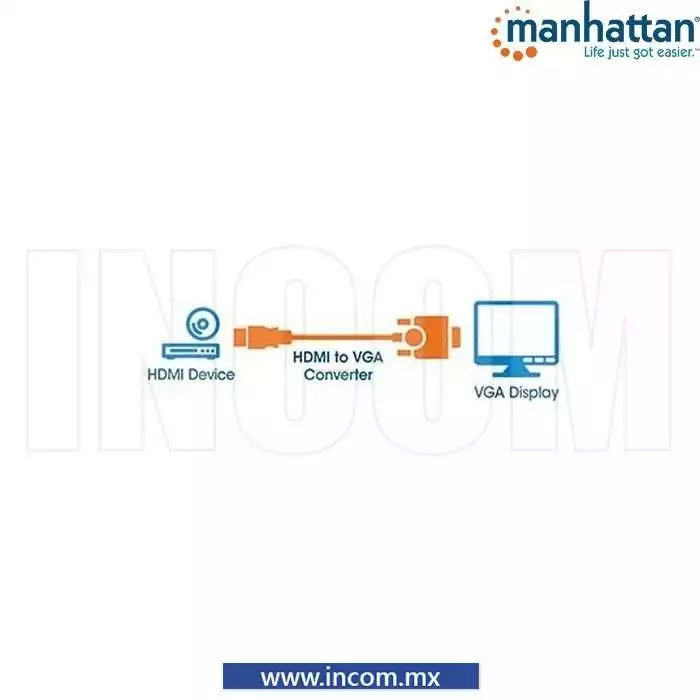 manhattan
Life just got easier.™
INCOM
HDMI Device
HDMI to VGA
Converter
VGA Display
www.incom.mx